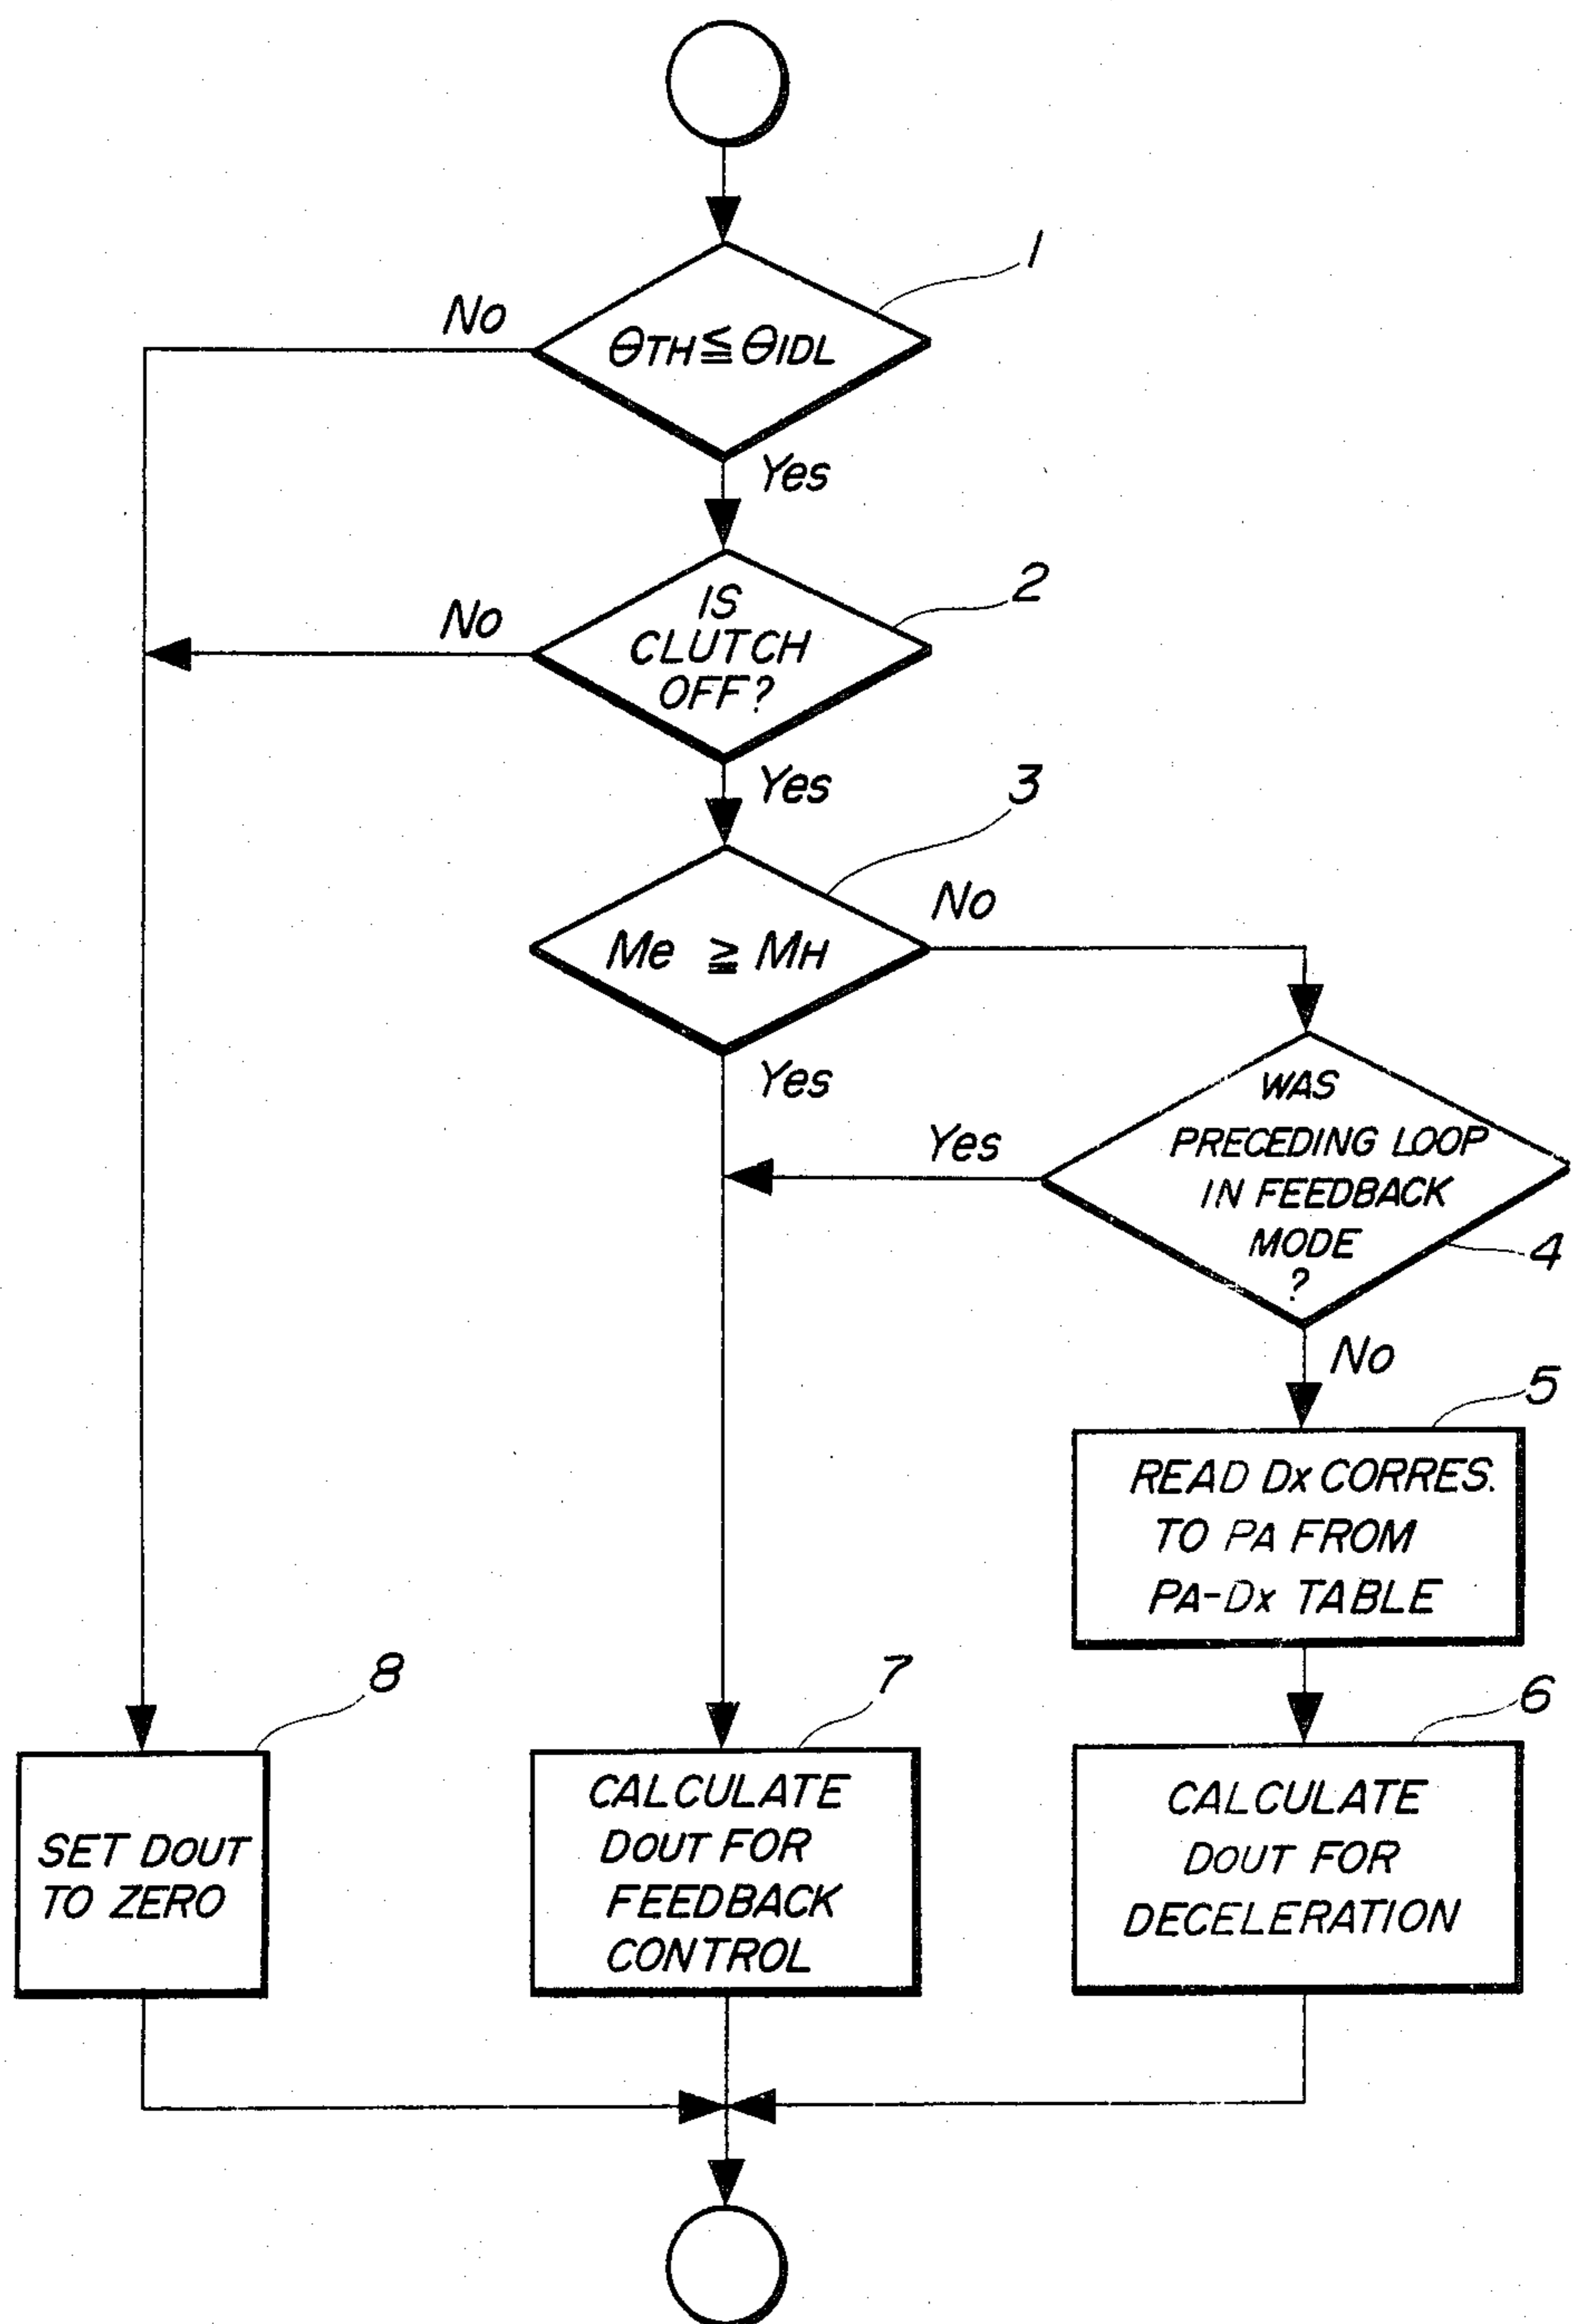 1
No
θTH≦θIDL
Yes
2
No
IS
CLUTCH
OFF?
Yes
3
No
Me ≧ MH
Yes
WAS
PRECEDING LOOP
IN FEEDBACK
MODE
?
Yes
4
No
5
READ Dx CORRES.
TO PA FROM
PA-Dx TABLE
8
SET DOUT
TO ZERO
7
CALCULATE
DOUT FOR
FEEDBACK
CONTROL
6
CALCULATE
DOUT FOR
DECELERATION